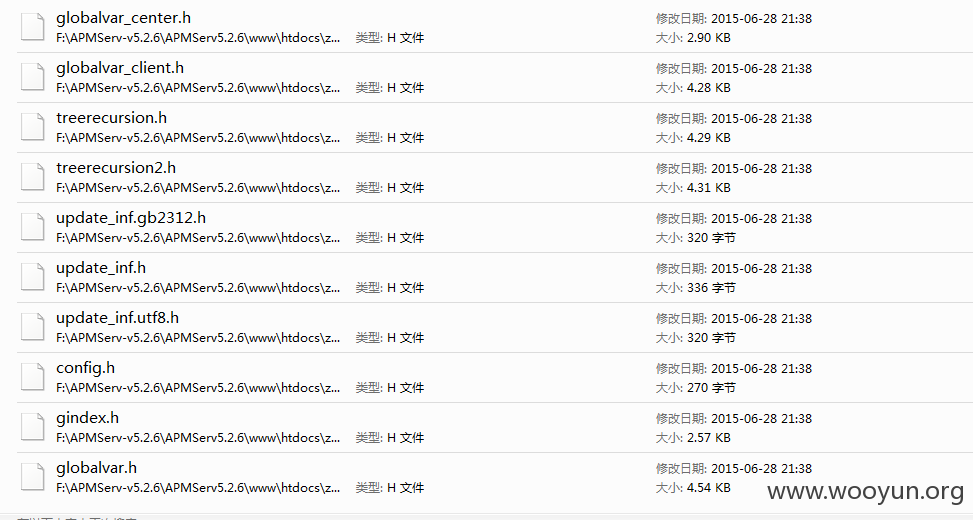 globalvar_center.h
修改日期: 2015-06-28 21:38
F:\APMServ-v5.2.6\APMServ5.2.6\www\htdocs\z... 类型: H 文件
大小: 2.90 KB
globalvar_client.h
修改日期: 2015-06-28 21:38
F:\APMServ-v5.2.6\APMServ5.2.6\www\htdocs\z... 类型: H 文件
大小: 4.28 KB
treerecursion.h
修改日期: 2015-06-28 21:38
F:\APMServ-v5.2.6\APMServ5.2.6\www\htdocs\z... 类型: H 文件
大小: 4.29 KB
treerecursion2.h
修改日期: 2015-06-28 21:38
F:\APMServ-v5.2.6\APMServ5.2.6\www\htdocs\z... 类型: H 文件
大小: 4.31 KB
update_inf.gb2312.h
修改日期: 2015-06-28 21:38
F:\APMServ-v5.2.6\APMServ5.2.6\www\htdocs\z... 类型: H 文件
大小: 320 字节
update_inf.h
修改日期: 2015-06-28 21:38
F:\APMServ-v5.2.6\APMServ5.2.6\www\htdocs\z... 类型: H 文件
大小: 336 字节
update_inf.utf8.h
修改日期: 2015-06-28 21:38
F:\APMServ-v5.2.6\APMServ5.2.6\www\htdocs\z... 类型: H 文件
大小: 320 字节
config.h
修改日期: 2015-06-28 21:38
F:\APMServ-v5.2.6\APMServ5.2.6\www\htdocs\z... 类型: H 文件
大小: 270 字节
gindex.h
修改日期: 2015-06-28 21:38
F:\APMServ-v5.2.6\APMServ5.2.6\www\htdocs\z... 类型: H 文件
大小: 2.57 KB
globalvar.h
修改日期: 2015-06-28 21:38
F:\APMServ-v5.2.6\APMServ5.2.6\www\htdocs\z... 类型: H 文件
大小: 4.54 KB
www.wooyun.org